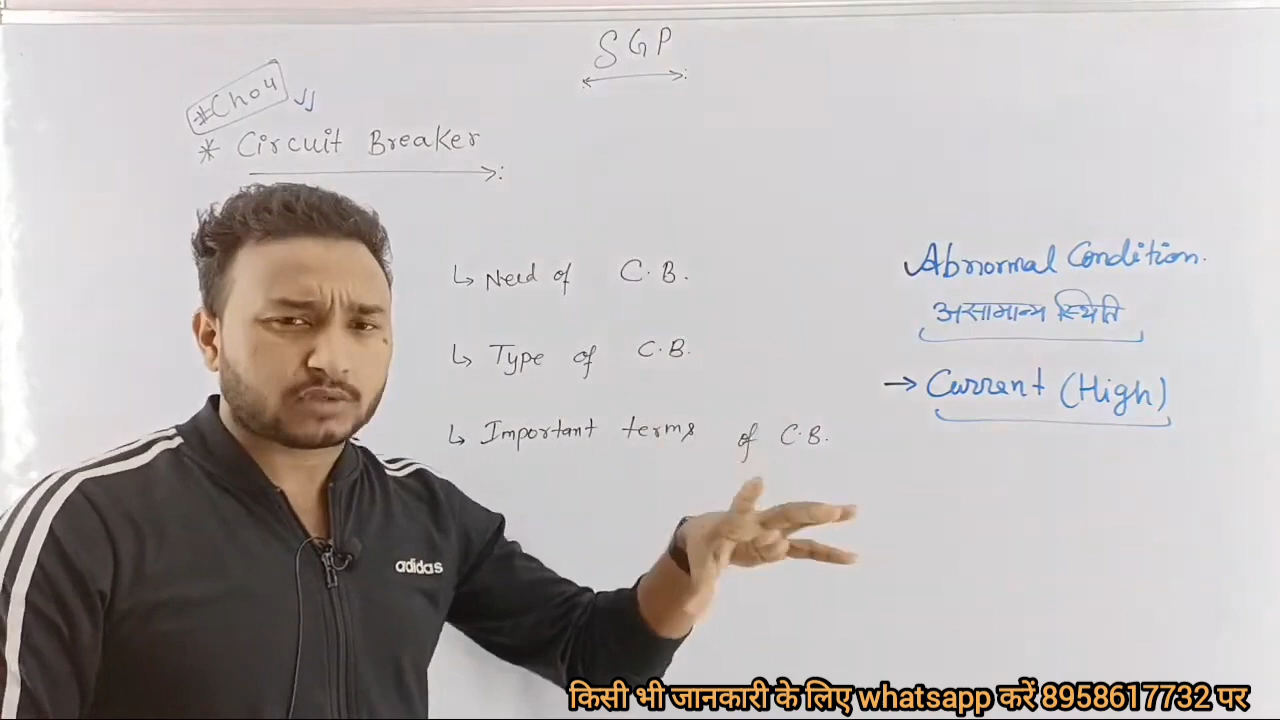 SGP
#Ch04
* Circuit Breaker
↳ Need of C.B.
↳ Type of C.B.
↳ Important terms of C.B.
Abnormal Condition.
असामान्य स्थिति
→ Current (High)
adidas
किसी भी जानकारी के लिए whatsapp करें 8958617732 पर